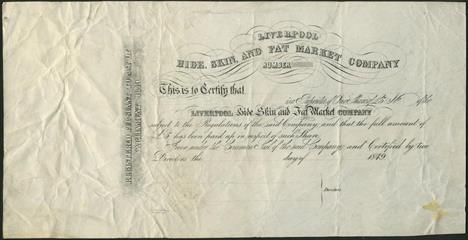 LIVERPOOL
HIDE, SKIN, AND FAT MARKET COMPANY
NUMBER
This is to Certify that
is a Proprietor of One Share of £5 No. of the
LIVERPOOL Hide Skin and Fat Market COMPANY
subject to the Regulations of the said Company, and that the full amount of
£5 has been paid up in respect of such Share.
Given under the Common Seal of the said Company, and Certified by two
Directors the day of 1849
Directors